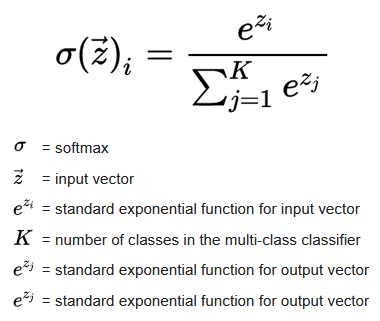 σ(z⃗)ᵢ = e^{zᵢ} / ∑_{j=1}^{K} e^{zⱼ}
σ = softmax
z⃗ = input vector
e^{zᵢ} = standard exponential function for input vector
K = number of classes in the multi-class classifier
e^{zⱼ} = standard exponential function for output vector
e^{zⱼ} = standard exponential function for output vector